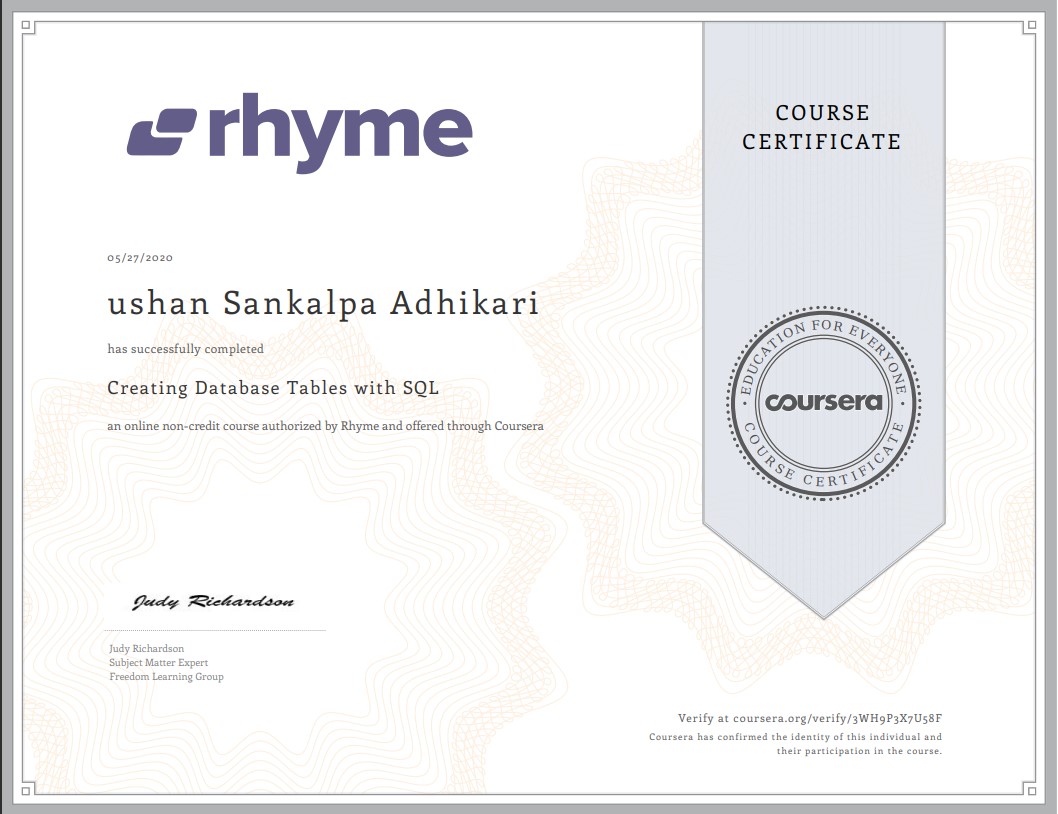 rhyme
COURSE
CERTIFICATE
05/27/2020
ushan Sankalpa Adhikari
has successfully completed
Creating Database Tables with SQL
an online non-credit course authorized by Rhyme and offered through Coursera
EDUCATION FOR EVERYONE
coursera
COURSE CERTIFICATE
Judy Richardson
Judy Richardson
Subject Matter Expert
Freedom Learning Group
Verify at coursera.org/verify/3WH9P3X7U58F
Coursera has confirmed the identity of this individual and
their participation in the course.